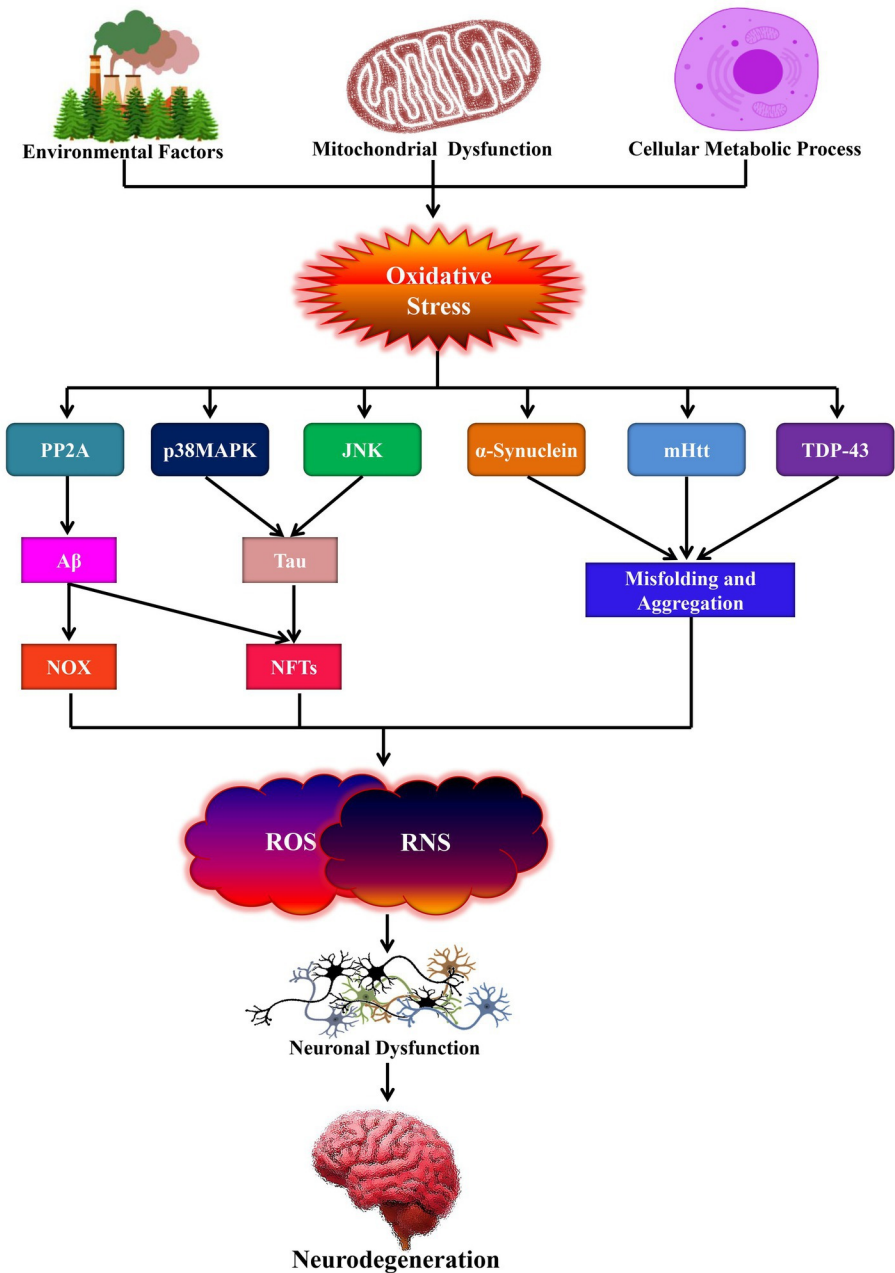 Environmental Factors
Mitochondrial Dysfunction
Cellular Metabolic Process
Oxidative
Stress
PP2A
p38MAPK
JNK
α-Synuclein
mHtt
TDP-43
Aβ
Tau
Misfolding and
Aggregation
NOX
NFTs
ROS
RNS
Neuronal Dysfunction
Neurodegeneration